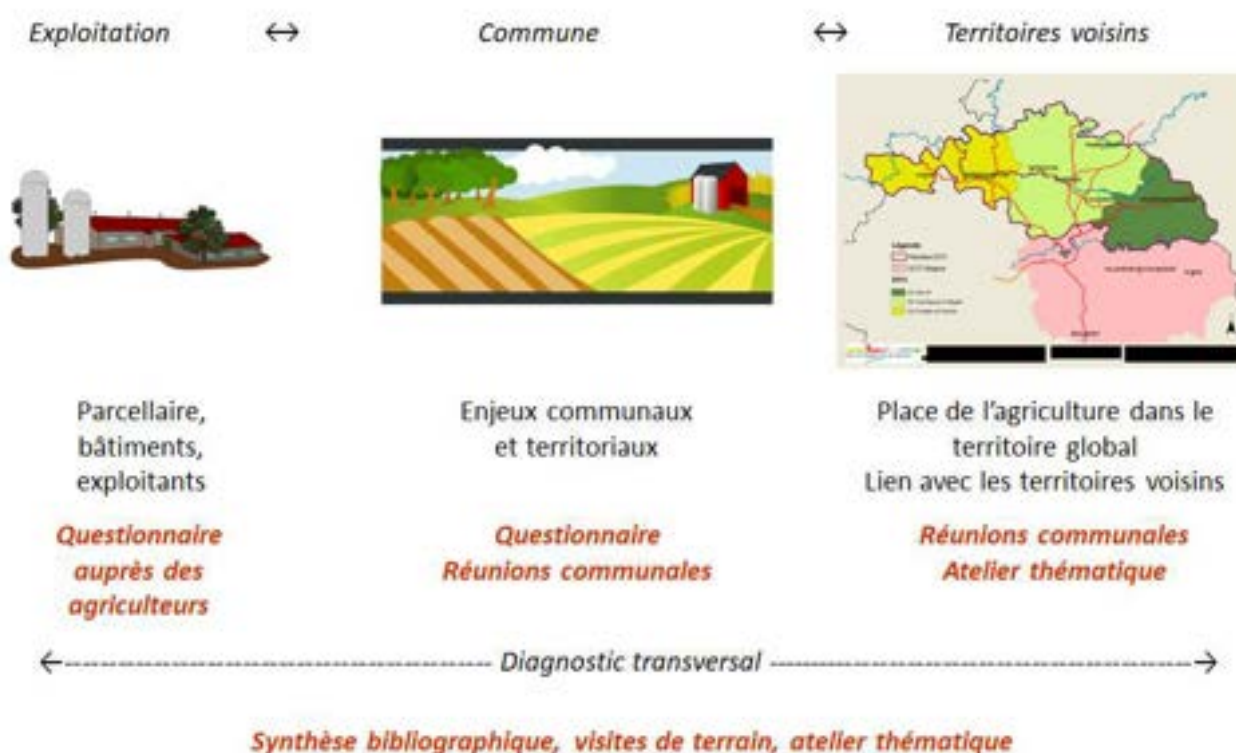 Exploitation ↔ Commune ↔ Territoires voisins
Légende
Parcellaire,
bâtiments,
exploitants
Questionnaire
auprès des
agriculteurs
Enjeux communaux
et territoriaux
Questionnaire
Réunions communales
Place de l’agriculture dans le
territoire global
Lien avec les territoires voisins
Réunions communales
Atelier thématique
Diagnostic transversal
Synthèse bibliographique, visites de terrain, atelier thématique